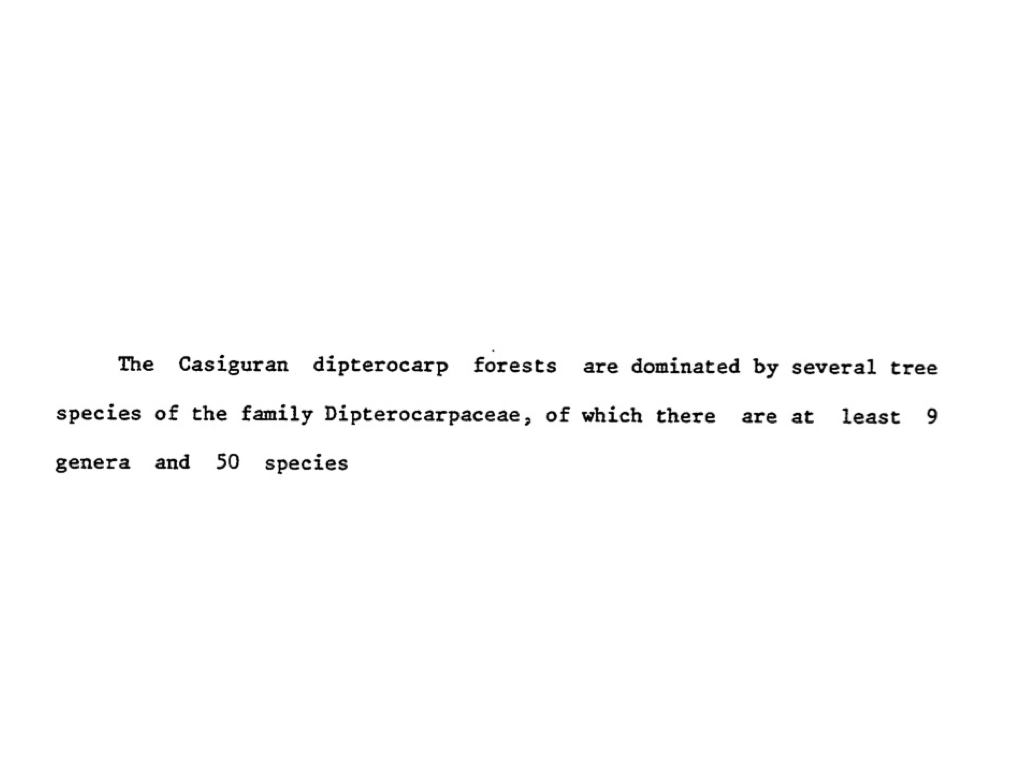 The Casiguran dipterocarp forests are dominated by several tree
species of the family Dipterocarpaceae, of which there are at least 9
genera and 50 species